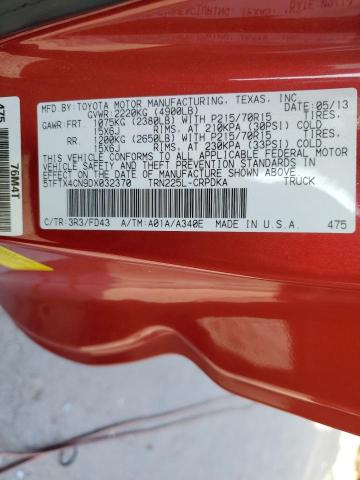 MFD.BY:TOYOTA MOTOR MANUFACTURING, TEXAS, INC.
GVWR:2220KG (4900LB) 05/13
GAWR:FRT. 1075KG (2380LB) WITH P215/70R15 TIRES,
15X6J RIMS, AT 210KPA (30PSI) COLD
RR. 1200KG (2650LB) WITH P215/70R15 TIRES,
15X6J RIMS, AT 230KPA (33PSI) COLD
THIS VEHICLE CONFORMS TO ALL APPLICABLE FEDERAL MOTOR
VEHICLE SAFETY AND THEFT PREVENTION STANDARDS IN
EFFECT ON THE DATE OF MANUFACTURE SHOWN ABOVE.
5TFTX4CN9DX032370 TRN225L-CRPDKA TRUCK
C/TR:3R3/FD43 A/TM:A01A/A340E MADE IN U.S.A. 475
475
76M4T